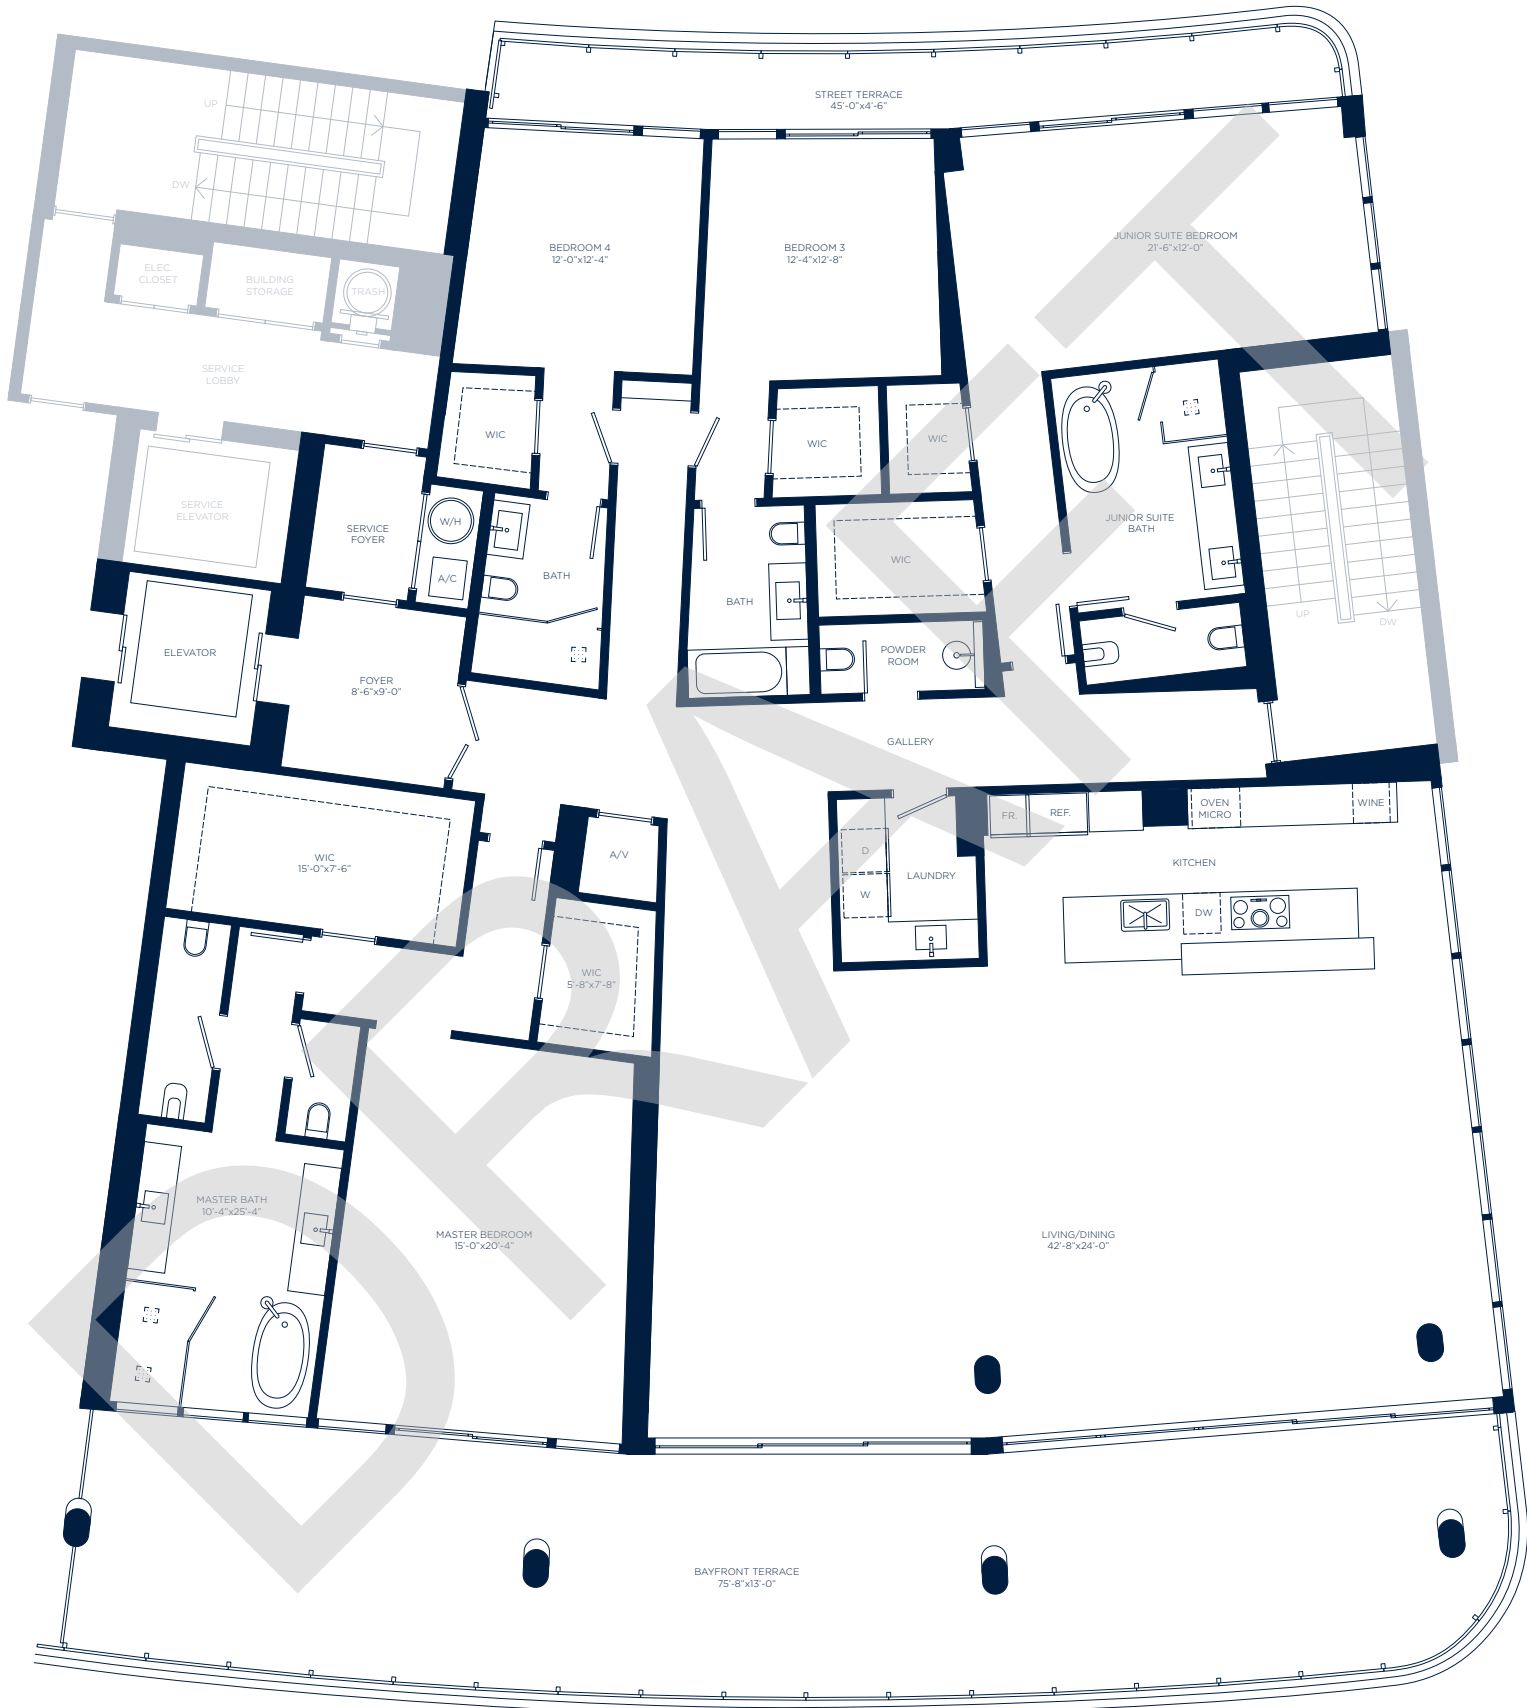 STREET TERRACE
45'-0"x4'-6"
UP
DW
ELEC.
CLOSET
BUILDING
STORAGE
TRASH
SERVICE
LOBBY
BEDROOM 4
12'-0"x12'-4"
BEDROOM 3
12'-4"x12'-8"
JUNIOR SUITE BEDROOM
21'-6"x12'-0"
WIC
WIC
WIC
SERVICE
ELEVATOR
SERVICE
FOYER
W/H
A/C
BATH
BATH
WIC
JUNIOR SUITE
BATH
UP
DW
ELEVATOR
FOYER
8'-6"x9'-0"
POWDER
ROOM
GALLERY
WIC
15'-0"x7'-6"
A/V
D
W
LAUNDRY
FR.
REF.
OVEN
MICRO
WINE
KITCHEN
DW
WIC
5'-8"x7'-8"
MASTER BATH
10'-4"x25'-4"
MASTER BEDROOM
15'-0"x20'-4"
LIVING/DINING
42'-8"x24'-0"
BAYFRONT TERRACE
75'-8"x13'-0"
DRAFT